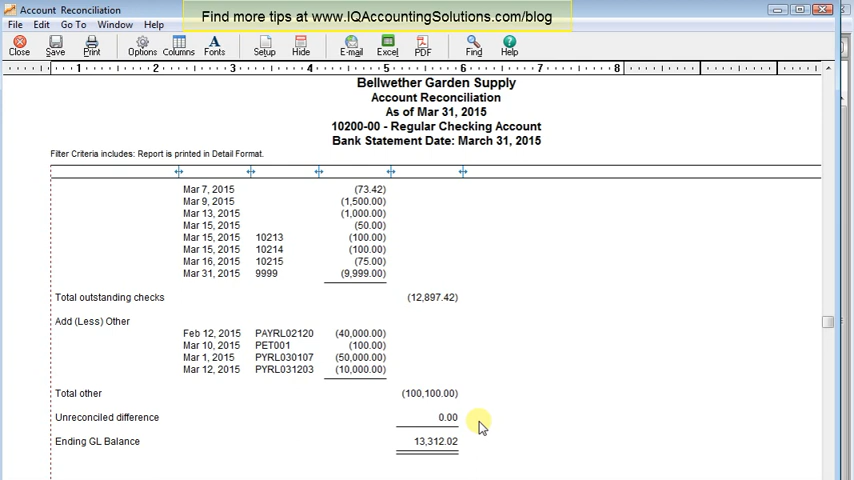 Account Reconciliation
Find more tips at www.IQAccountingSolutions.com/blog
File Edit Go To Window Help
Close Save Print Options Columns Fonts Setup Hide E-mail Excel PDF Find Help
1 2 3 4 5 6 7 8
Bellwether Garden Supply
Account Reconciliation
As of Mar 31, 2015
10200-00 - Regular Checking Account
Bank Statement Date: March 31, 2015
Filter Criteria includes: Report is printed in Detail Format.
Mar 7, 2015 (73.42)
Mar 9, 2015 (1,500.00)
Mar 13, 2015 (1,000.00)
Mar 15, 2015 (50.00)
Mar 15, 2015 10213 (100.00)
Mar 15, 2015 10214 (100.00)
Mar 16, 2015 10215 (75.00)
Mar 31, 2015 9999 (9,999.00)
Total outstanding checks (12,897.42)
Add (Less) Other
Feb 12, 2015 PAYRL02120 (40,000.00)
Mar 10, 2015 PET001 (100.00)
Mar 1, 2015 PYRL030107 (50,000.00)
Mar 12, 2015 PYRL031203 (10,000.00)
Total other (100,100.00)
Unreconciled difference 0.00
Ending GL Balance 13,312.02